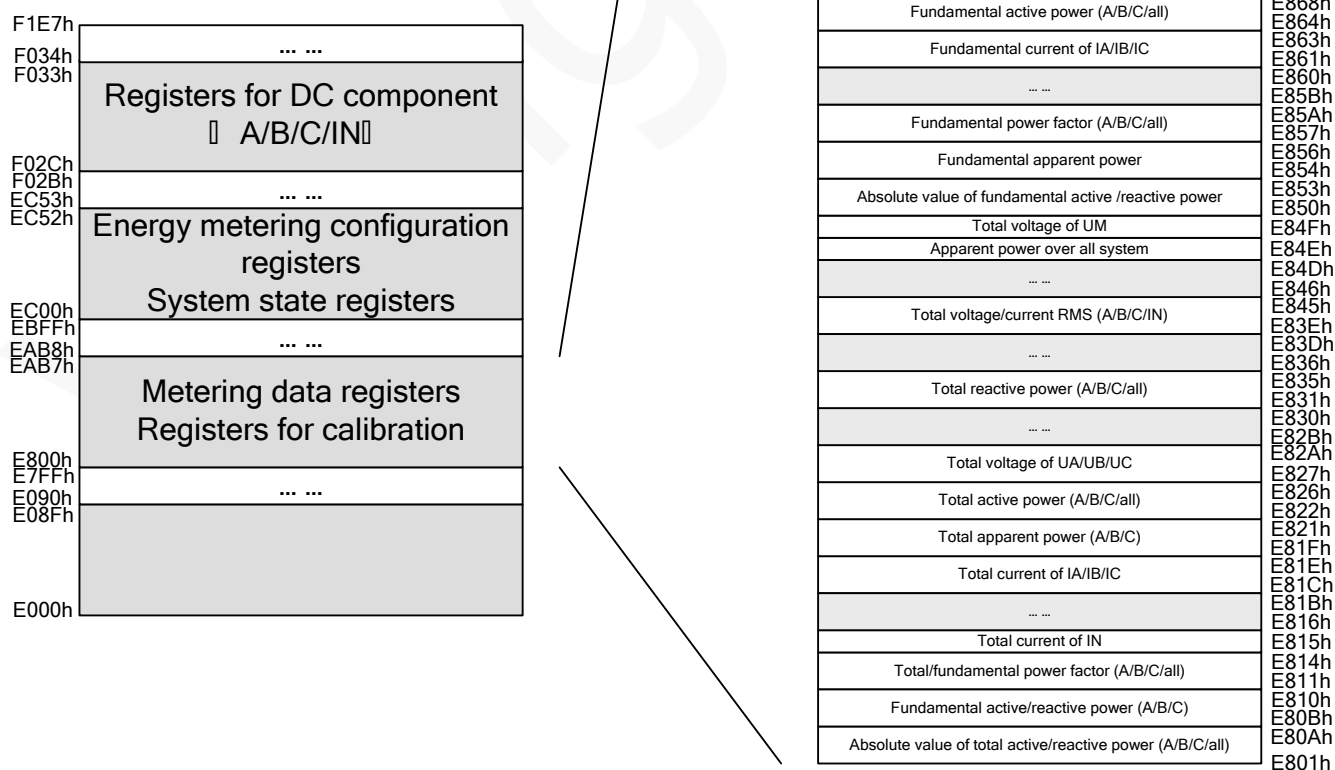 F1E7h
... ...
F034h
F033h
Registers for DC component
A/B/C/IN
F02Ch
F02Bh
... ...
EC53h
EC52h
Energy metering configuration
registers
System state registers
EC00h
EBFFh
... ...
EAB8h
EAB7h
Metering data registers
Registers for calibration
E800h
E7FFh
... ...
E090h
E08Fh
E000h
E868h
Fundamental active power (A/B/C/all)
E864h
E863h
Fundamental current of IA/IB/IC
E861h
E860h
... ...
E85Bh
E85Ah
Fundamental power factor (A/B/C/all)
E857h
E856h
Fundamental apparent power
E854h
E853h
Absolute value of fundamental active /reactive power
E850h
Total voltage of UM
E84Fh
Apparent power over all system
E84Eh
E84Dh
... ...
E846h
E845h
Total voltage/current RMS (A/B/C/IN)
E83Eh
E83Dh
... ...
E836h
E835h
Total reactive power (A/B/C/all)
E831h
E830h
... ...
E82Bh
E82Ah
Total voltage of UA/UB/UC
E827h
E826h
Total active power (A/B/C/all)
E822h
E821h
Total apparent power (A/B/C)
E81Fh
E81Eh
Total current of IA/IB/IC
E81Ch
E81Bh
... ...
E816h
Total current of IN
E815h
E814h
Total/fundamental power factor (A/B/C/all)
E811h
E810h
Fundamental active/reactive power (A/B/C)
E80Bh
E80Ah
Absolute value of total active/reactive power (A/B/C/all)
E801h